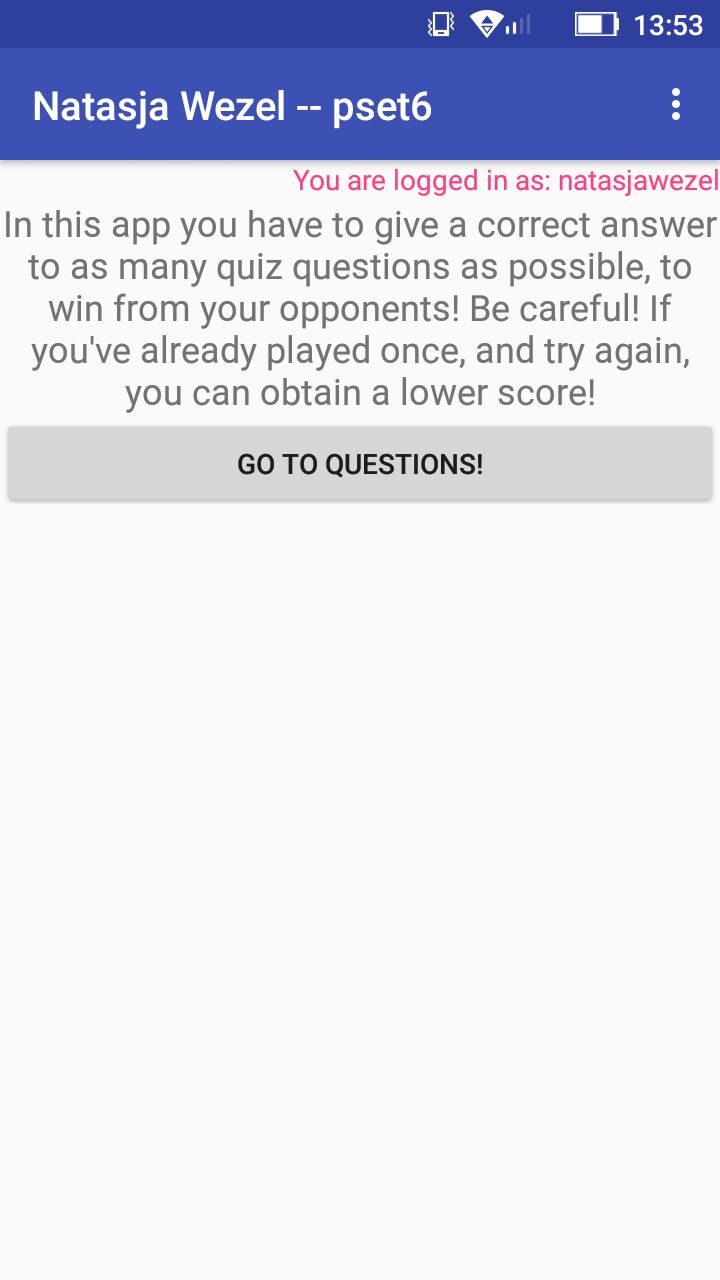 13:53
Natasja Wezel -- pset6
You are logged in as: natasjawezel
In this app you have to give a correct answer
to as many quiz questions as possible, to
win from your opponents! Be careful! If
you've already played once, and try again,
you can obtain a lower score!
GO TO QUESTIONS!